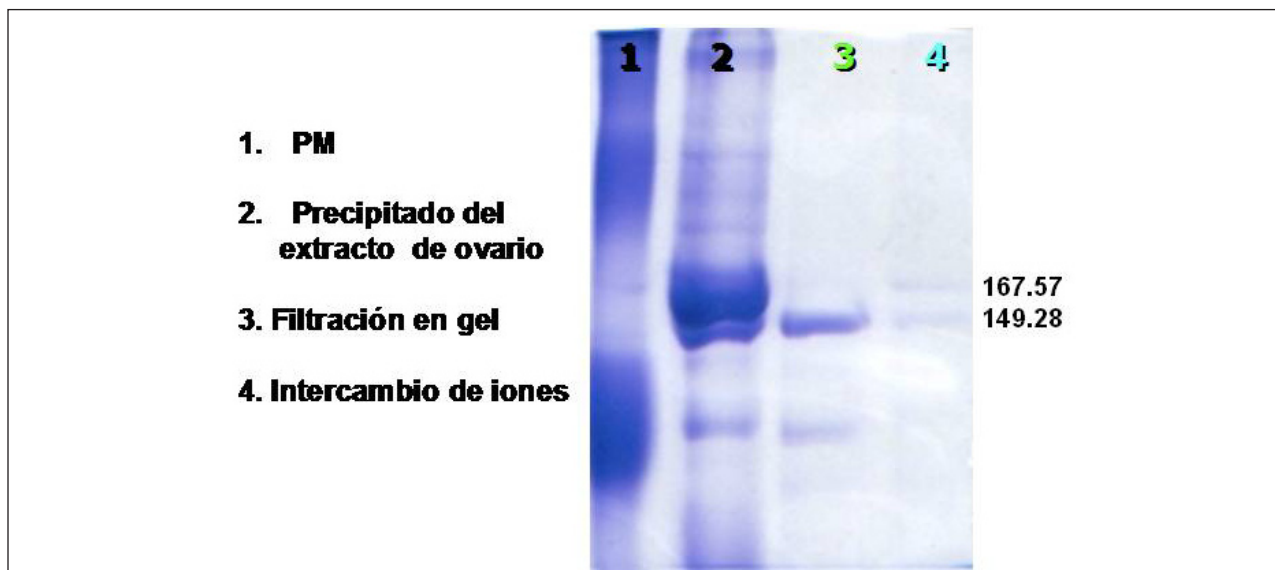 1 2 3 4
1. PM
2. Precipitado del
extracto de ovario
3. Filtración en gel
4. Intercambio de iones
167.57
149.28